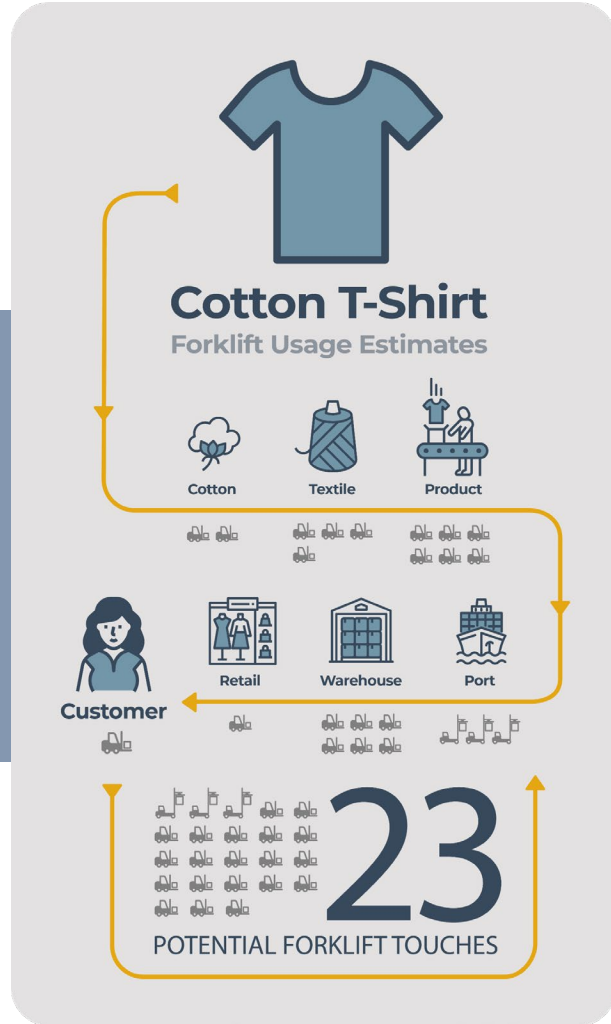 Cotton T-Shirt
Forklift Usage Estimates
Cotton
Textile
Product
Retail
Warehouse
Port
Customer
23
POTENTIAL FORKLIFT TOUCHES